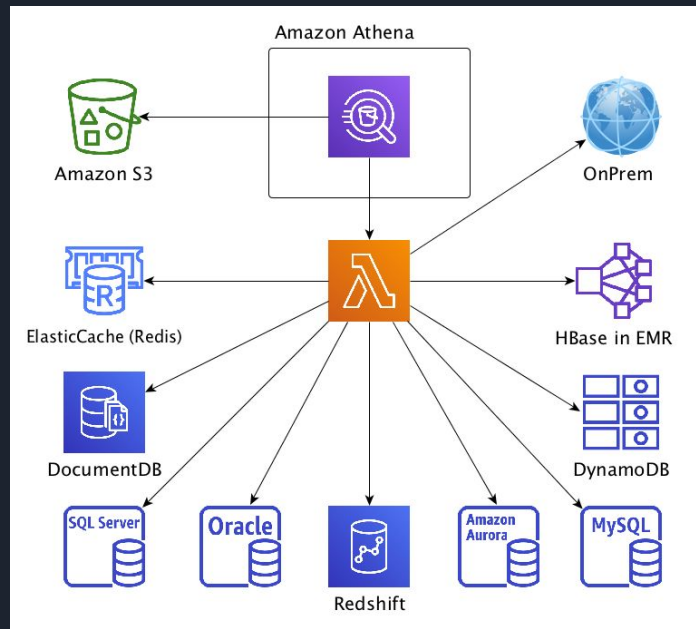 Amazon Athena
Amazon S3
OnPrem
R
ElasticCache (Redis)
HBase in EMR
DocumentDB
DynamoDB
SQL Server
Oracle
Amazon
Aurora
MySQL
Redshift